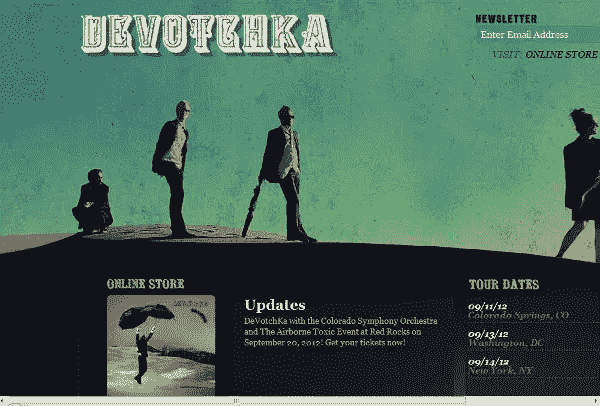 DEVOTCHKA
NEWSLETTER
Enter Email Address
VISIT: ONLINE STORE
ONLINE STORE
Updates
DeVotchKa with the Colorado Symphony Orchestra
and The Airborne Toxic Event at Red Rocks on
September 20, 2012! Get your tickets now!
TOUR DATES
09/11/12
Colorado Springs, CO
09/13/12
Washington, DC
09/14/12
New York, NY